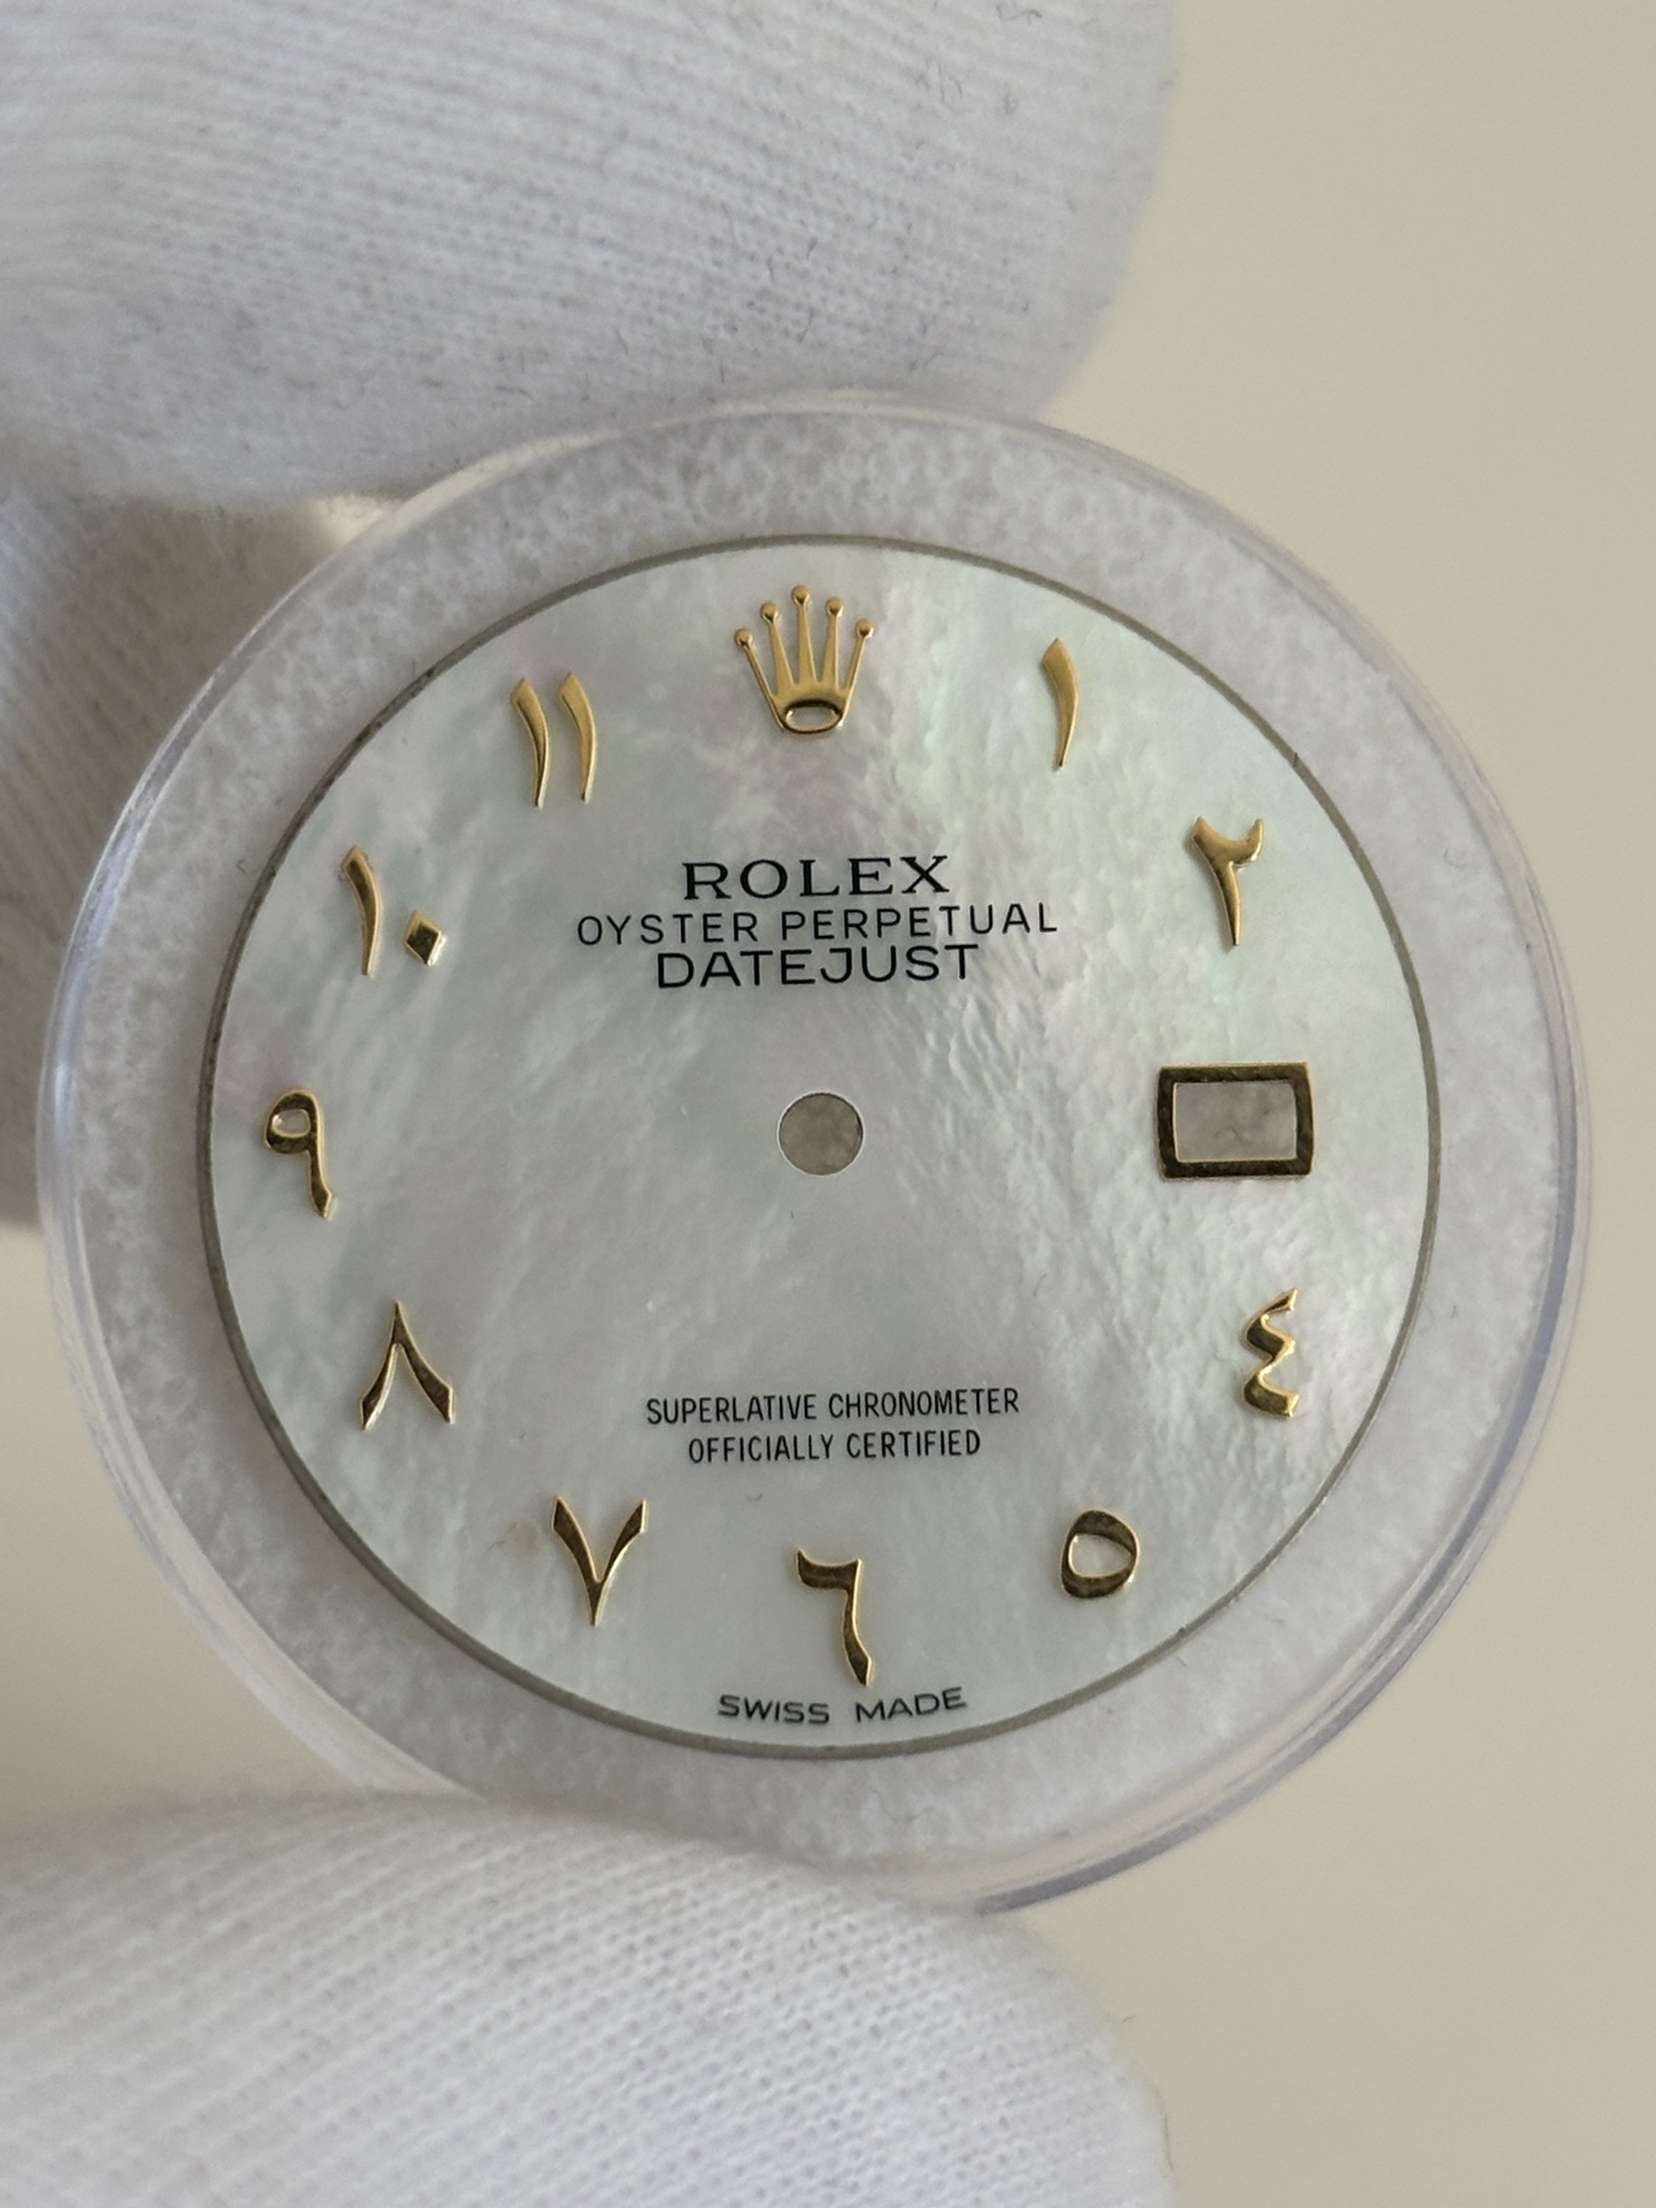 ١١
١
١٠
٢
ROLEX
OYSTER PERPETUAL
DATEJUST
٩
٨
٤
SUPERLATIVE CHRONOMETER
OFFICIALLY CERTIFIED
٧
٦
٥
SWISS MADE